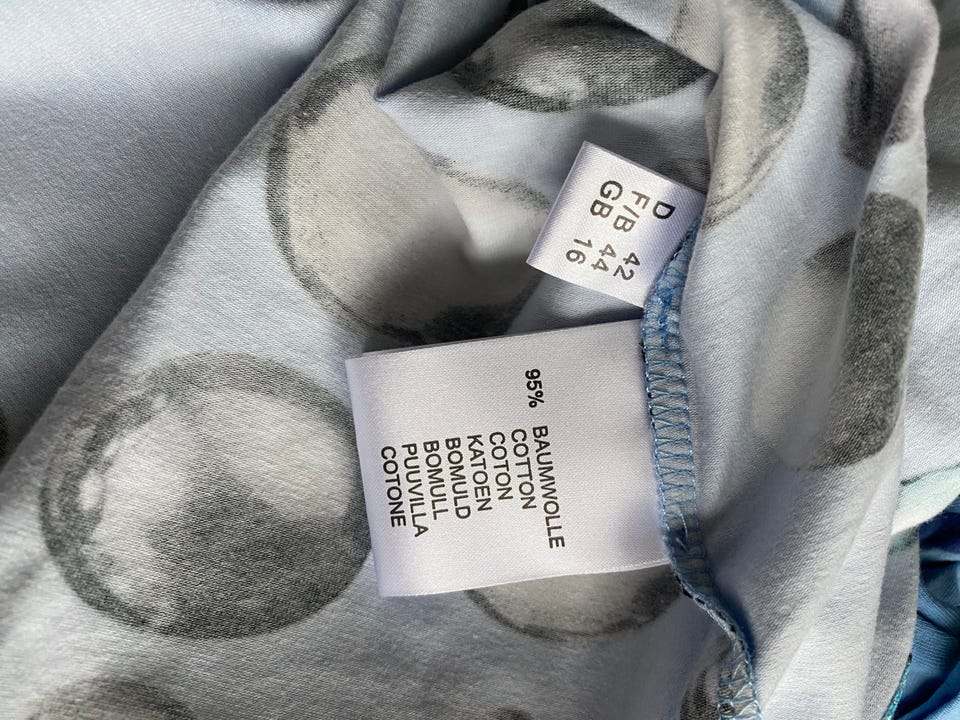 D 42
F/B 44
GB 16
95% BAUMWOLLE
COTTON
COTON
KATOEN
BOMULD
BOMULL
PUUVILLA
COTONE